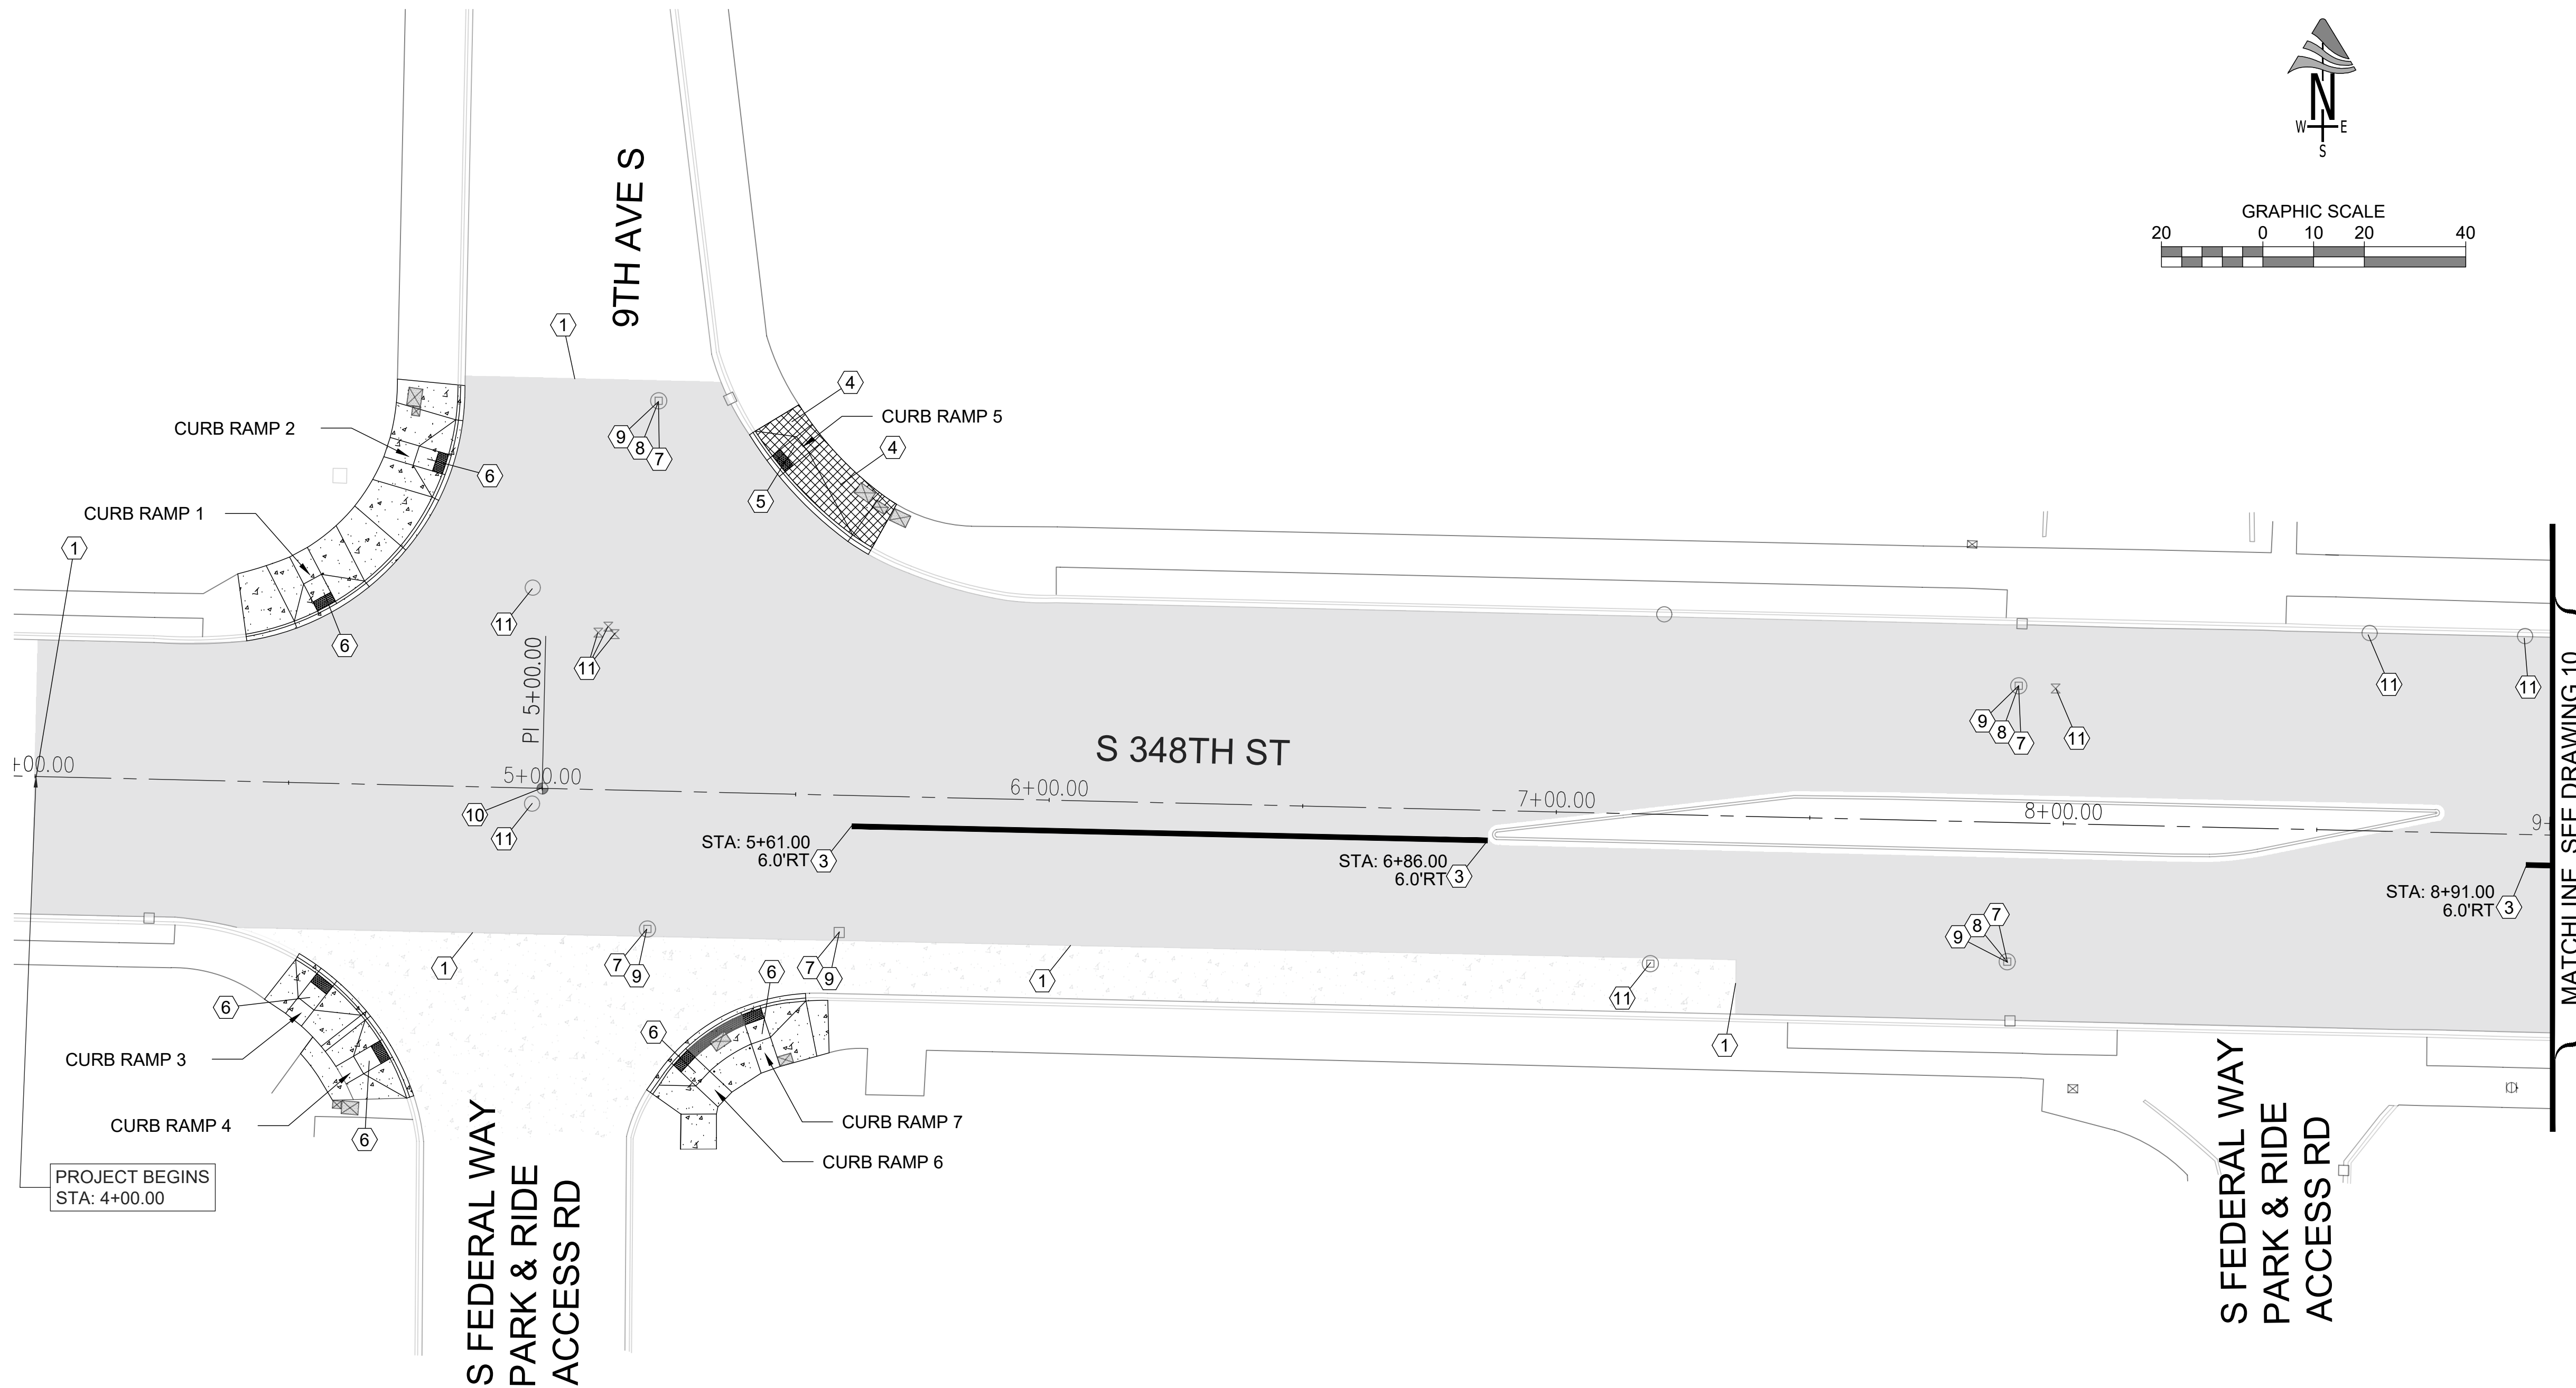 N
W E
S
GRAPHIC SCALE
20 0 10 20 40
9TH AVE S
1
4
CURB RAMP 5
CURB RAMP 2
9
8
7
4
6
5
CURB RAMP 1
1
11
6
11
PI 5+00.00
11
11
9
8
7
11
S 348TH ST
+00.00
5+00.00
6+00.00
7+00.00
8+00.00
9
10
11
STA: 5+61.00
6.0'RT
3
STA: 6+86.00
6.0'RT
3
STA: 8+91.00
6.0'RT
3
MATCHLINE SEE DRAWING 10
1
7
9
7
9
6
1
11
9
8
7
6
6
1
CURB RAMP 3
CURB RAMP 4
6
CURB RAMP 7
CURB RAMP 6
PROJECT BEGINS
STA: 4+00.00
S FEDERAL WAY
PARK & RIDE
ACCESS RD
S FEDERAL WAY
PARK & RIDE
ACCESS RD